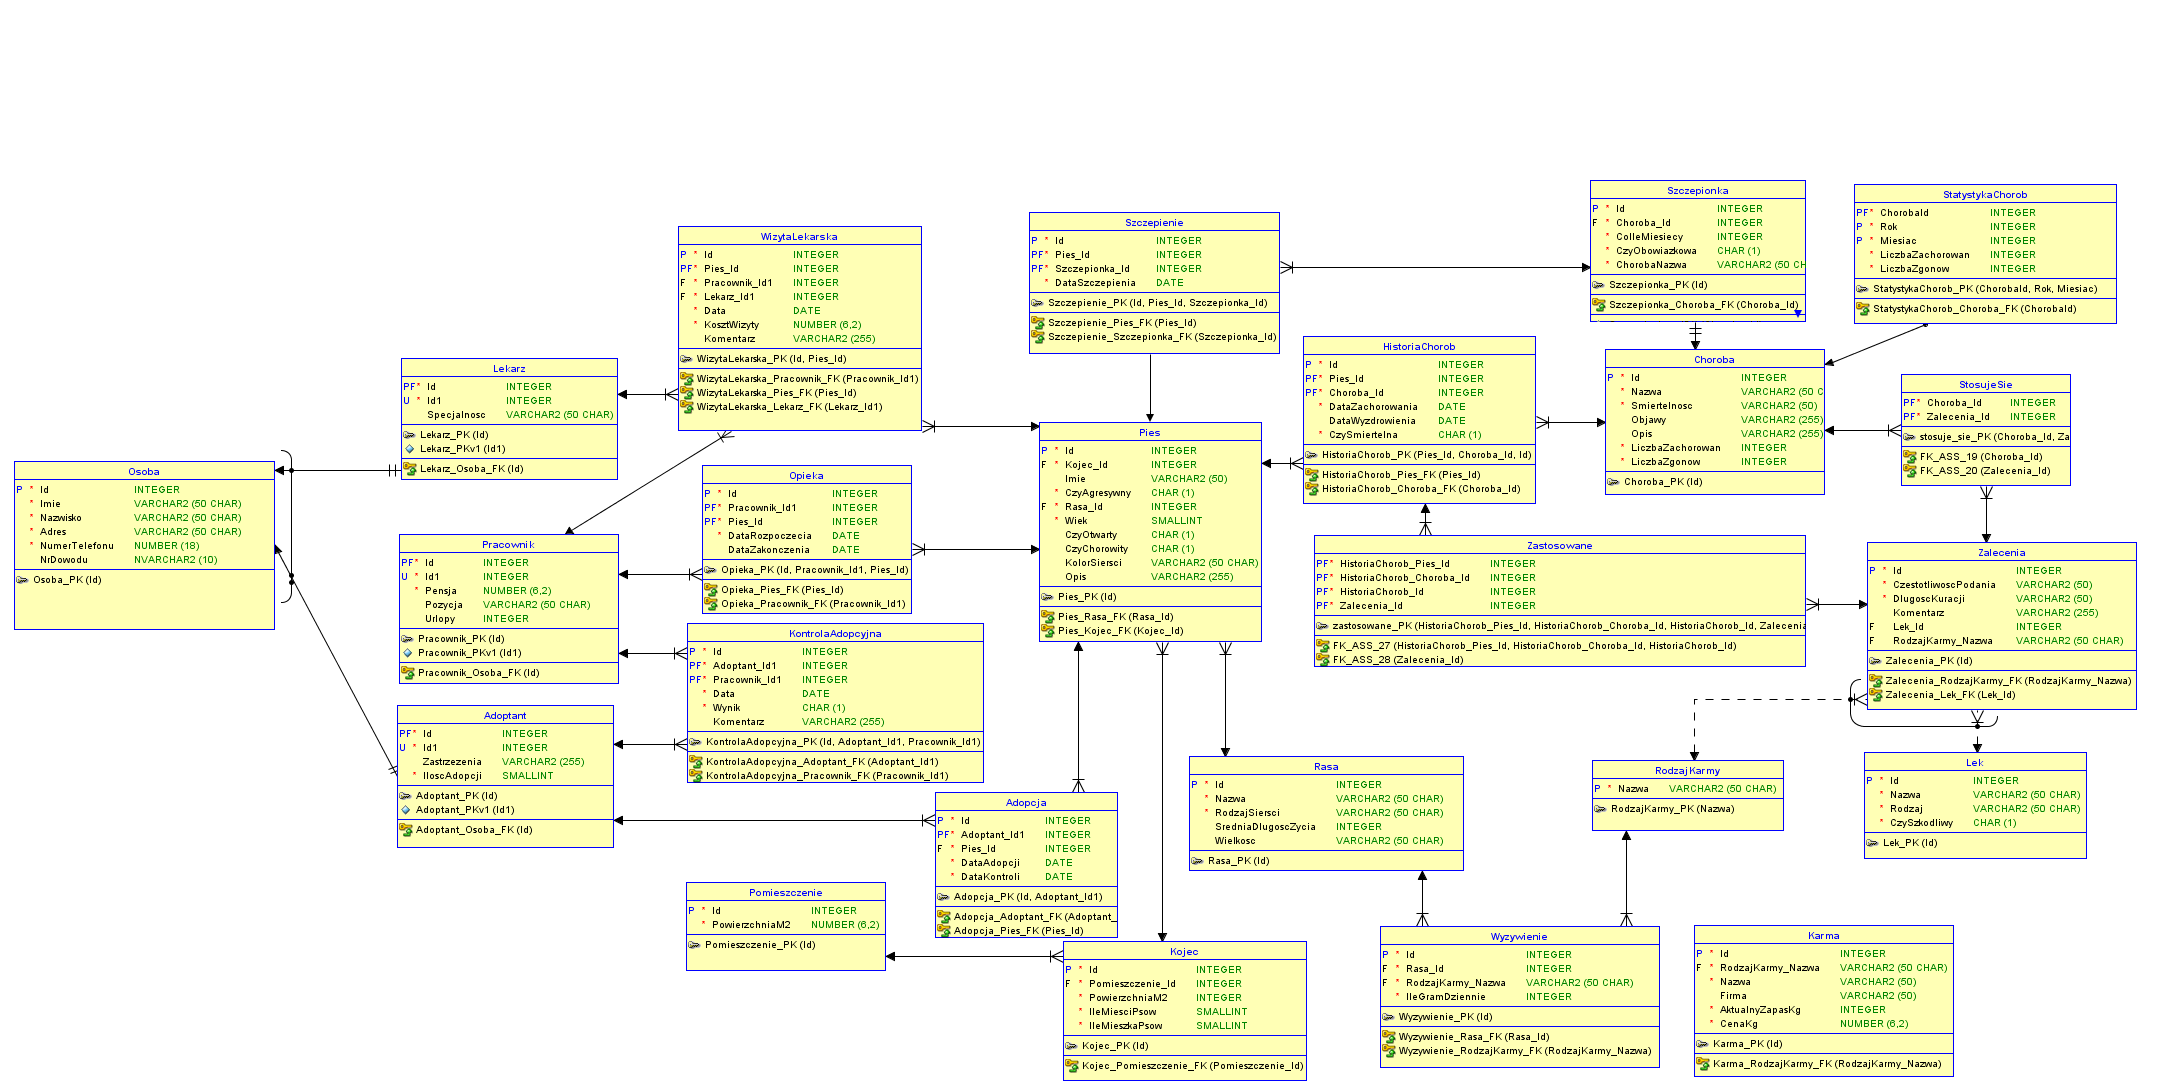 Osoba
P * Id INTEGER
* Imie VARCHAR2 (50 CHAR)
* Nazwisko VARCHAR2 (50 CHAR)
* Adres VARCHAR2 (50 CHAR)
* NumerTelefonu NUMBER (18)
NrDowodu NVARCHAR2 (10)
Osoba_PK (Id)
Lekarz
PF* Id INTEGER
U * Id1 INTEGER
Specjalnosc VARCHAR2 (50 CHAR)
Lekarz_PK (Id)
Lekarz_PKv1 (Id1)
Lekarz_Osoba_FK (Id)
Pracownik
PF* Id INTEGER
U * Id1 INTEGER
* Pensja NUMBER (6,2)
Pozycja VARCHAR2 (50 CHAR)
Urlopy INTEGER
Pracownik_PK (Id)
Pracownik_PKv1 (Id1)
Pracownik_Osoba_FK (Id)
Adoptant
PF* Id INTEGER
U * Id1 INTEGER
Zastrzezenia VARCHAR2 (255)
* IloscAdopcji SMALLINT
Adoptant_PK (Id)
Adoptant_PKv1 (Id1)
Adoptant_Osoba_FK (Id)
WizytaLekarska
P * Id INTEGER
PF* Pies_Id INTEGER
F * Pracownik_Id1 INTEGER
F * Lekarz_Id1 INTEGER
* Data DATE
* KosztWizyty NUMBER (6,2)
Komentarz VARCHAR2 (255)
WizytaLekarska_PK (Id, Pies_Id)
WizytaLekarska_Pracownik_FK (Pracownik_Id1)
WizytaLekarska_Pies_FK (Pies_Id)
WizytaLekarska_Lekarz_FK (Lekarz_Id1)
Opieka
P * Id INTEGER
PF* Pracownik_Id1 INTEGER
PF* Pies_Id INTEGER
* DataRozpoczecia DATE
DataZakonczenia DATE
Opieka_PK (Id, Pracownik_Id1, Pies_Id)
Opieka_Pies_FK (Pies_Id)
Opieka_Pracownik_FK (Pracownik_Id1)
KontrolaAdopcyjna
P * Id INTEGER
PF* Adoptant_Id1 INTEGER
PF* Pracownik_Id1 INTEGER
* Data DATE
* Wynik CHAR (1)
Komentarz VARCHAR2 (255)
KontrolaAdopcyjna_PK (Id, Adoptant_Id1, Pracownik_Id1)
KontrolaAdopcyjna_Adoptant_FK (Adoptant_Id1)
KontrolaAdopcyjna_Pracownik_FK (Pracownik_Id1)
Adopcja
P * Id INTEGER
PF* Adoptant_Id1 INTEGER
F * Pies_Id INTEGER
* DataAdopcji DATE
* DataKontroli DATE
Adopcja_PK (Id, Adoptant_Id1)
Adopcja_Adoptant_FK (Adoptant_
Adopcja_Pies_FK (Pies_Id)
Pomieszczenie
P * Id INTEGER
* PowierzchniaM2 NUMBER (6,2)
Pomieszczenie_PK (Id)
Kojec
P * Id INTEGER
F * Pomieszczenie_Id INTEGER
* PowierzchniaM2 INTEGER
* IleMiesciPsow SMALLINT
* IleMieszkaPsow SMALLINT
Kojec_PK (Id)
Kojec_Pomieszczenie_FK (Pomieszczenie_Id)
Szczepienie
P * Id INTEGER
PF* Pies_Id INTEGER
PF* Szczepionka_Id INTEGER
* DataSzczepienia DATE
Szczepienie_PK (Id, Pies_Id, Szczepionka_Id)
Szczepienie_Pies_FK (Pies_Id)
Szczepienie_Szczepionka_FK (Szczepionka_Id)
Pies
P * Id INTEGER
F * Kojec_Id INTEGER
Imie VARCHAR2 (50)
* CzyAgresywny CHAR (1)
F * Rasa_Id INTEGER
* Wiek SMALLINT
CzyOtwarty CHAR (1)
CzyChorowity CHAR (1)
KolorSiersci VARCHAR2 (50 CHAR)
Opis VARCHAR2 (255)
Pies_PK (Id)
Pies_Rasa_FK (Rasa_Id)
Pies_Kojec_FK (Kojec_Id)
HistoriaChorob
P * Id INTEGER
PF* Pies_Id INTEGER
PF* Choroba_Id INTEGER
* DataZachorowania DATE
DataWyzdrowienia DATE
* CzySmiertelna CHAR (1)
HistoriaChorob_PK (Pies_Id, Choroba_Id, Id)
HistoriaChorob_Pies_FK (Pies_Id)
HistoriaChorob_Choroba_FK (Choroba_Id)
Szczepionka
P * Id INTEGER
F * Choroba_Id INTEGER
* CoIleMiesiecy INTEGER
* CzyObowiazkowa CHAR (1)
* ChorobaNazwa VARCHAR2 (50 CH
Szczepionka_PK (Id)
Szczepionka_Choroba_FK (Choroba_Id)
StatystykaChorob
PF* ChorobaId INTEGER
P * Rok INTEGER
P * Miesiac INTEGER
* LiczbaZachorowan INTEGER
* LiczbaZgonow INTEGER
StatystykaChorob_PK (ChorobaId, Rok, Miesiac)
StatystykaChorob_Choroba_FK (ChorobaId)
Choroba
P * Id INTEGER
* Nazwa VARCHAR2 (50 C
* Smiertelnosc VARCHAR2 (50)
Objawy VARCHAR2 (255)
Opis VARCHAR2 (255)
* LiczbaZachorowan INTEGER
* LiczbaZgonow INTEGER
Choroba_PK (Id)
StosujeSie
PF* Choroba_Id INTEGER
PF* Zalecenia_Id INTEGER
stosuje_sie_PK (Choroba_Id, Za
FK_ASS_19 (Choroba_Id)
FK_ASS_20 (Zalecenia_Id)
Zastosowane
PF* HistoriaChorob_Pies_Id INTEGER
PF* HistoriaChorob_Choroba_Id INTEGER
PF* HistoriaChorob_Id INTEGER
PF* Zalecenia_Id INTEGER
zastosowane_PK (HistoriaChorob_Pies_Id, HistoriaChorob_Choroba_Id, HistoriaChorob_Id, Zalecenia
FK_ASS_27 (HistoriaChorob_Pies_Id, HistoriaChorob_Choroba_Id, HistoriaChorob_Id)
FK_ASS_28 (Zalecenia_Id)
Zalecenia
P * Id INTEGER
* CzestotliwoscPodania VARCHAR2 (50)
* DlugoscKuracji VARCHAR2 (50)
Komentarz VARCHAR2 (255)
F Lek_Id INTEGER
F RodzajKarmy_Nazwa VARCHAR2 (50 CHAR)
Zalecenia_PK (Id)
Zalecenia_RodzajKarmy_FK (RodzajKarmy_Nazwa)
Zalecenia_Lek_FK (Lek_Id)
Rasa
P * Id INTEGER
* Nazwa VARCHAR2 (50 CHAR)
* RodzajSiersci VARCHAR2 (50 CHAR)
SredniaDlugoscZycia INTEGER
Wielkosc VARCHAR2 (50 CHAR)
Rasa_PK (Id)
RodzajKarmy
P * Nazwa VARCHAR2 (50 CHAR)
RodzajKarmy_PK (Nazwa)
Lek
P * Id INTEGER
* Nazwa VARCHAR2 (50 CHAR)
* Rodzaj VARCHAR2 (50 CHAR)
* CzySzkodliwy CHAR (1)
Lek_PK (Id)
Wyzywienie
P * Id INTEGER
F * Rasa_Id INTEGER
F * RodzajKarmy_Nazwa VARCHAR2 (50 CHAR)
* IleGramDziennie INTEGER
Wyzywienie_PK (Id)
Wyzywienie_Rasa_FK (Rasa_Id)
Wyzywienie_RodzajKarmy_FK (RodzajKarmy_Nazwa)
Karma
P * Id INTEGER
F * RodzajKarmy_Nazwa VARCHAR2 (50 CHAR)
* Nazwa VARCHAR2 (50)
Firma VARCHAR2 (50)
* AktualnyZapasKg INTEGER
* CenaKg NUMBER (6,2)
Karma_PK (Id)
Karma_RodzajKarmy_FK (RodzajKarmy_Nazwa)